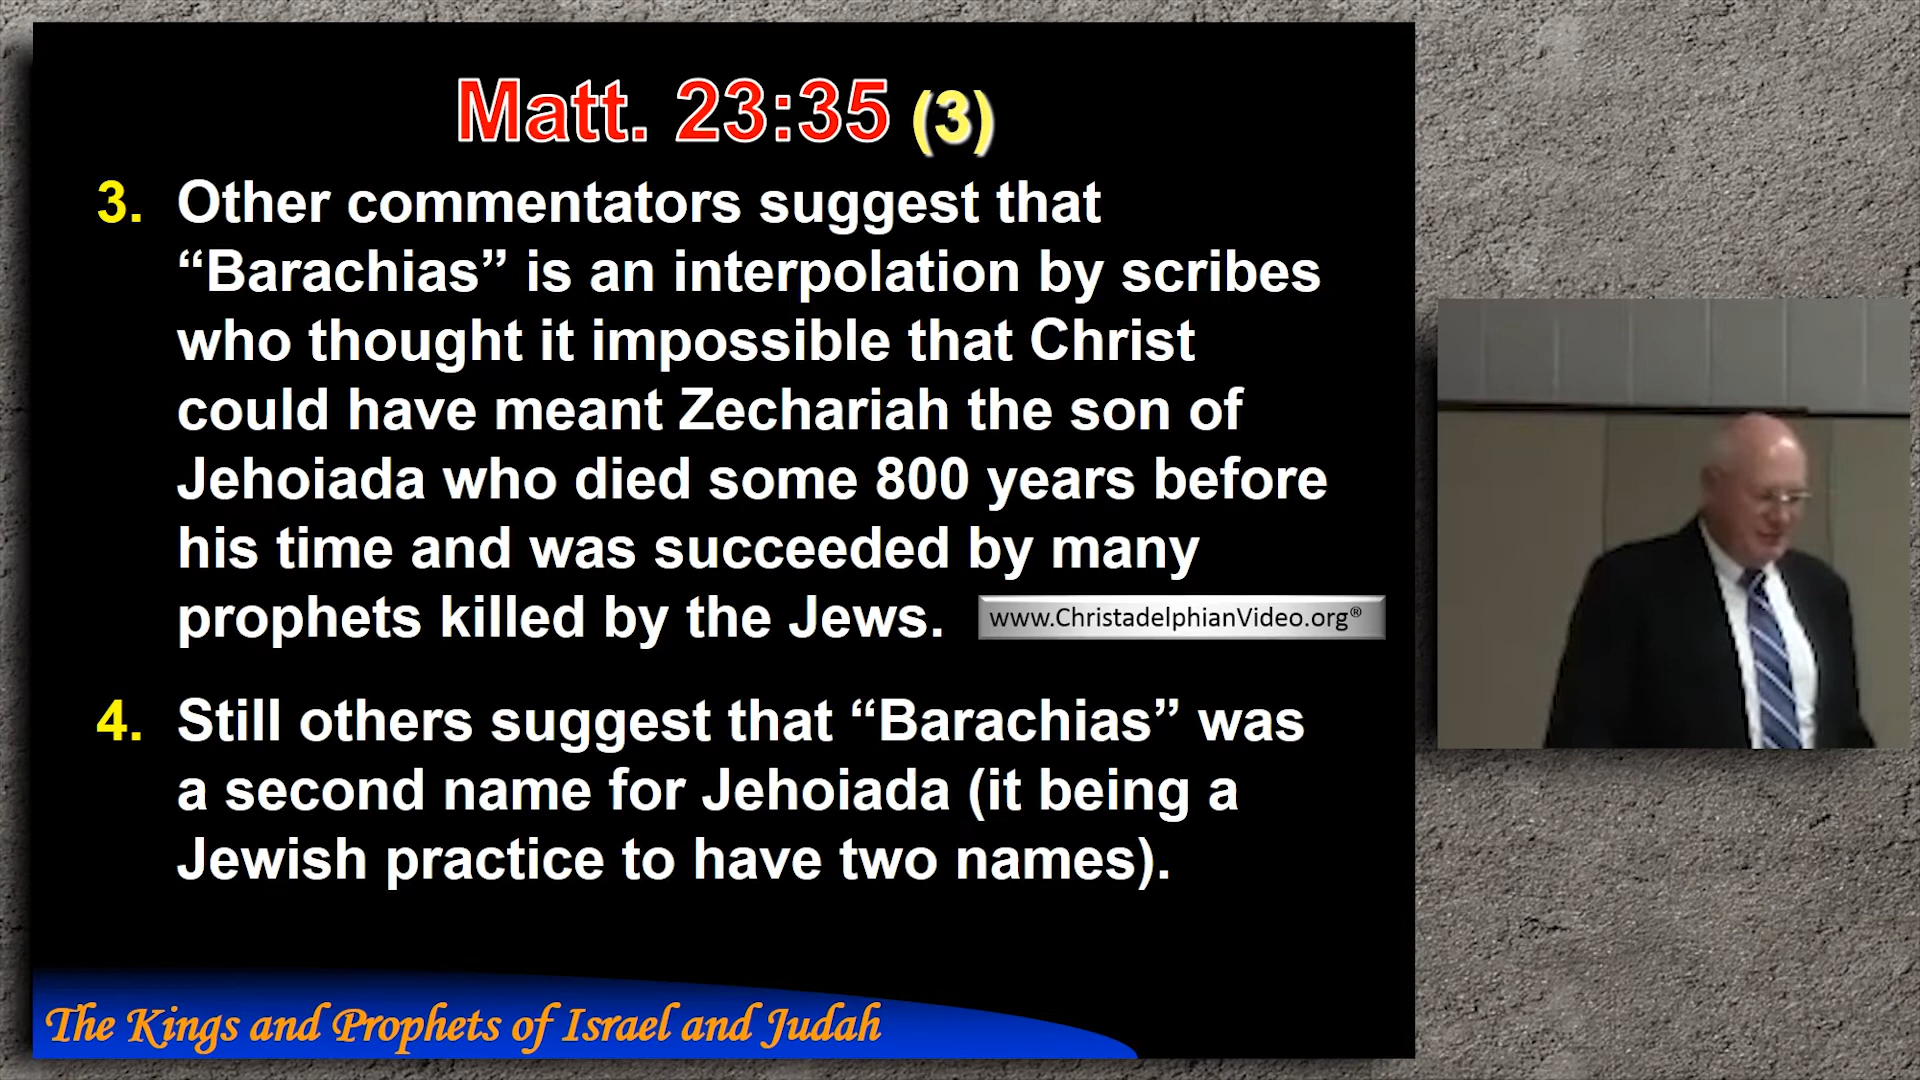 Matt. 23:35 (3)
3. Other commentators suggest that
“Barachias” is an interpolation by scribes
who thought it impossible that Christ
could have meant Zechariah the son of
Jehoiada who died some 800 years before
his time and was succeeded by many
prophets killed by the Jews.
www.ChristadelphianVideo.org®
4. Still others suggest that “Barachias” was
a second name for Jehoiada (it being a
Jewish practice to have two names).
The Kings and Prophets of Israel and Judah